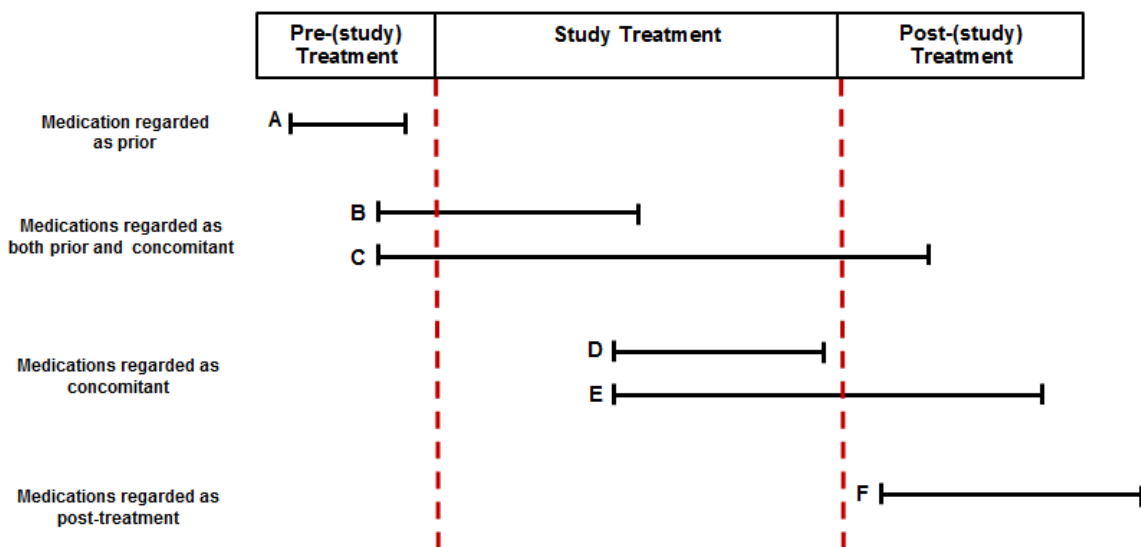 Pre-(study)
Treatment
Study Treatment
Post-(study)
Treatment
Medication regarded
as prior
A
Medications regarded as
both prior and concomitant
B
C
Medications regarded as
concomitant
D
E
Medications regarded as
post-treatment
F